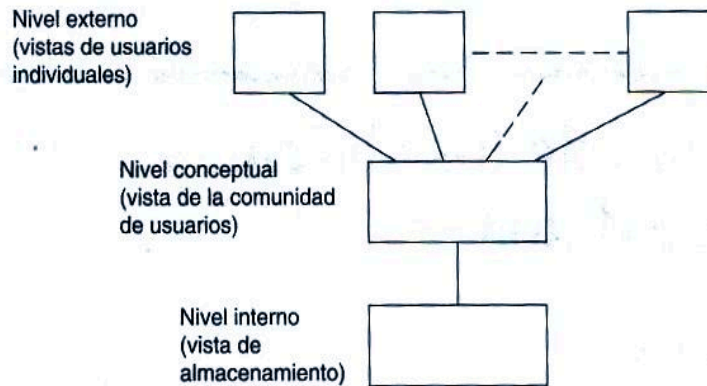 Nivel externo
(vistas de usuarios
individuales)
Nivel conceptual
(vista de la comunidad
de usuarios)
Nivel interno
(vista de
almacenamiento)